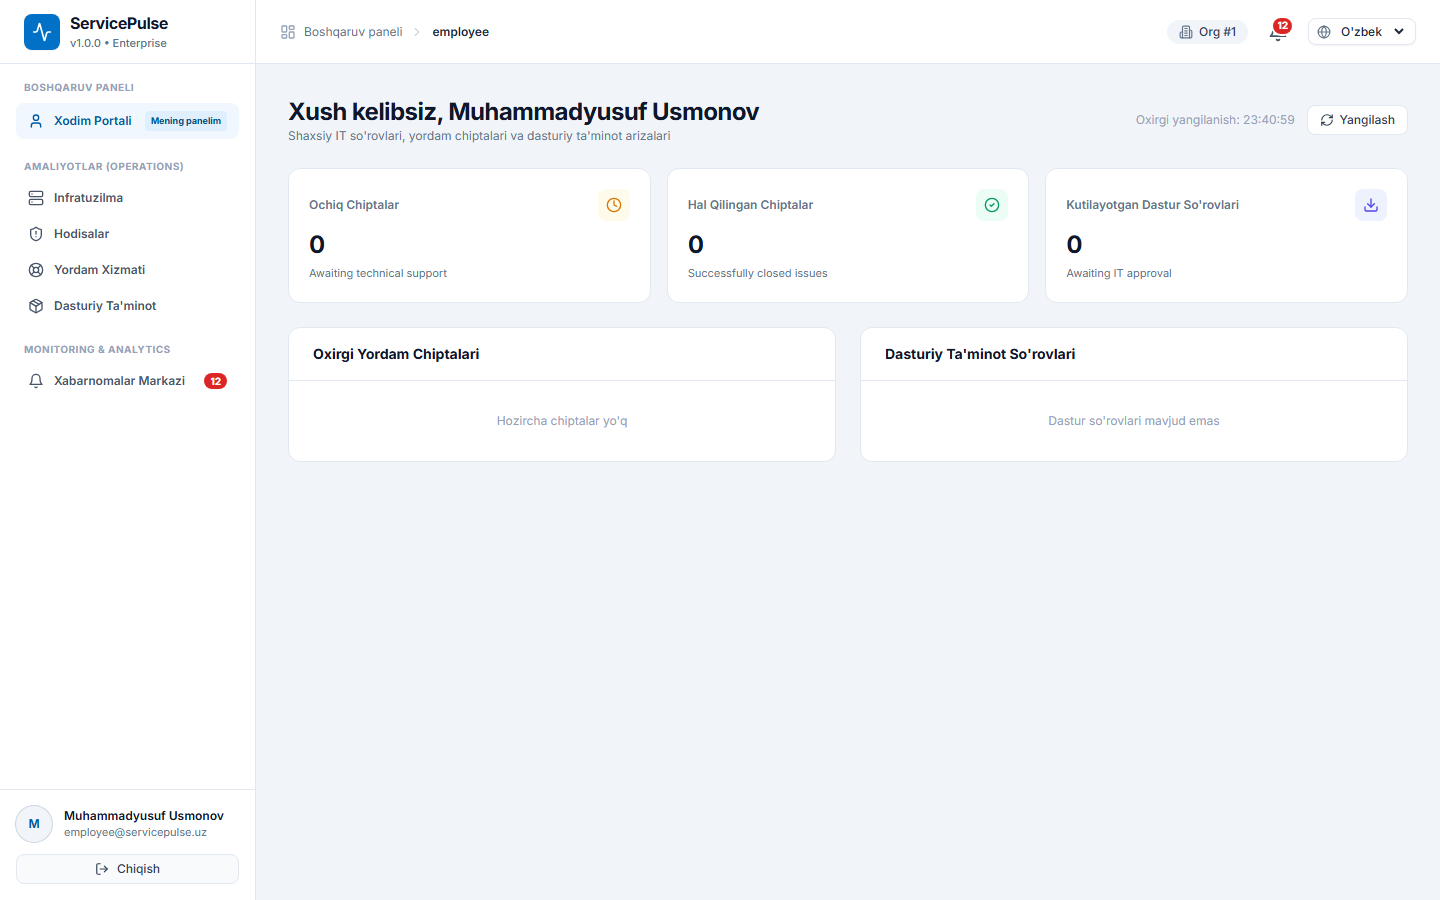 ServicePulse
v1.0.0 • Enterprise
BOSHQARUV PANELI
Xodim Portali
Mening panelim
AMALIYOTLAR (OPERATIONS)
Infratuzilma
Hodisalar
Yordam Xizmati
Dasturiy Ta'minot
MONITORING & ANALYTICS
Xabarnomalar Markazi
12
Muhammadyusuf Usmonov
employee@servicepulse.uz
M
Chiqish
Boshqaruv paneli
employee
Org #1
12
O'zbek
Xush kelibsiz, Muhammadyusuf Usmonov
Shaxsiy IT so'rovlari, yordam chiptalari va dasturiy ta'minot arizalari
Oxirgi yangilanish: 23:40:59
Yangilash
Ochiq Chiptalar
0
Awaiting technical support
Hal Qilingan Chiptalar
0
Successfully closed issues
Kutilayotgan Dastur So'rovlari
0
Awaiting IT approval
Oxirgi Yordam Chiptalari
Hozircha chiptalar yo'q
Dasturiy Ta'minot So'rovlari
Dastur so'rovlari mavjud emas